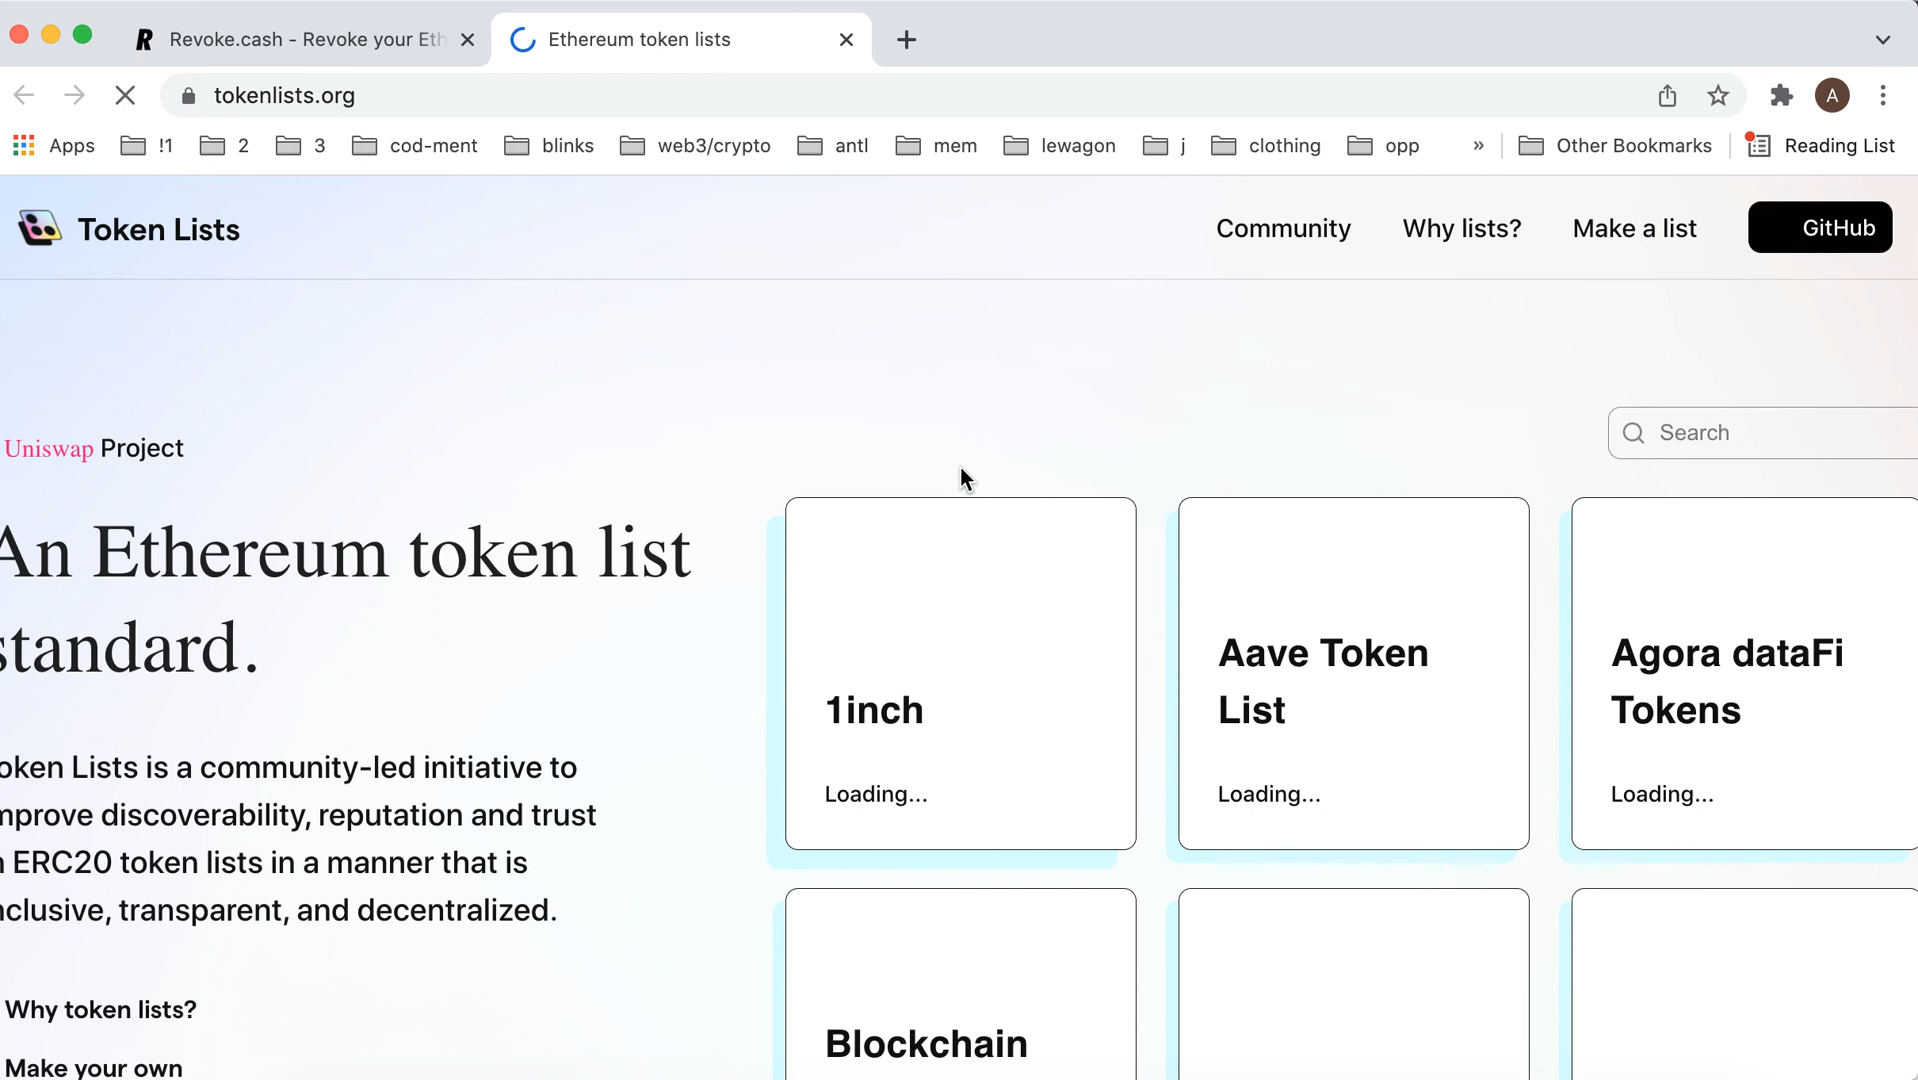 Revoke.cash - Revoke your Eth
Ethereum token lists
tokenlists.org
A
Apps
!1
2
3
cod-ment
blinks
web3/crypto
antl
mem
lewagon
j
clothing
opp
»
Other Bookmarks
Reading List
Token Lists
Community
Why lists?
Make a list
GitHub
Uniswap Project
Search
An Ethereum token list
standard.
oken Lists is a community-led initiative to
mprove discoverability, reputation and trust
n ERC20 token lists in a manner that is
nclusive, transparent, and decentralized.
Why token lists?
Make your own
1inch
Loading...
Aave Token
List
Loading...
Agora dataFi
Tokens
Loading...
Blockchain